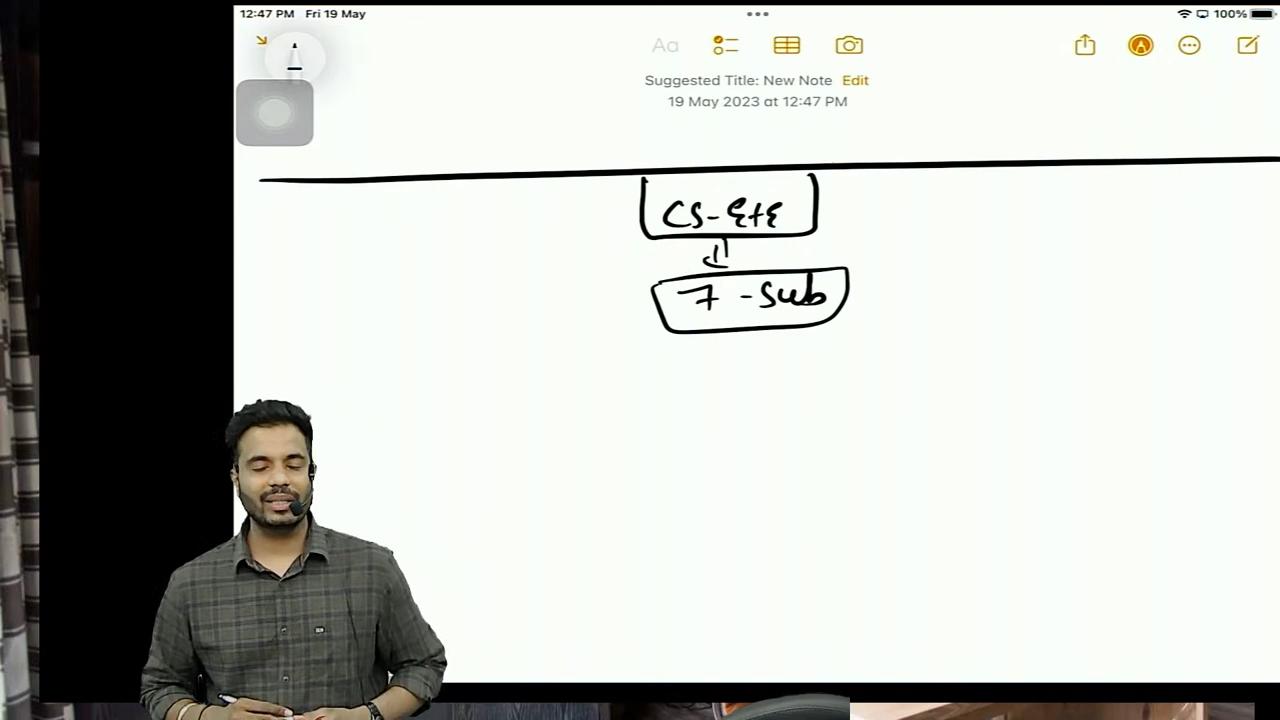 12:47 PM Fri 19 May
100%
Aa
Suggested Title: New Note Edit
19 May 2023 at 12:47 PM
CS-
7 - Sub